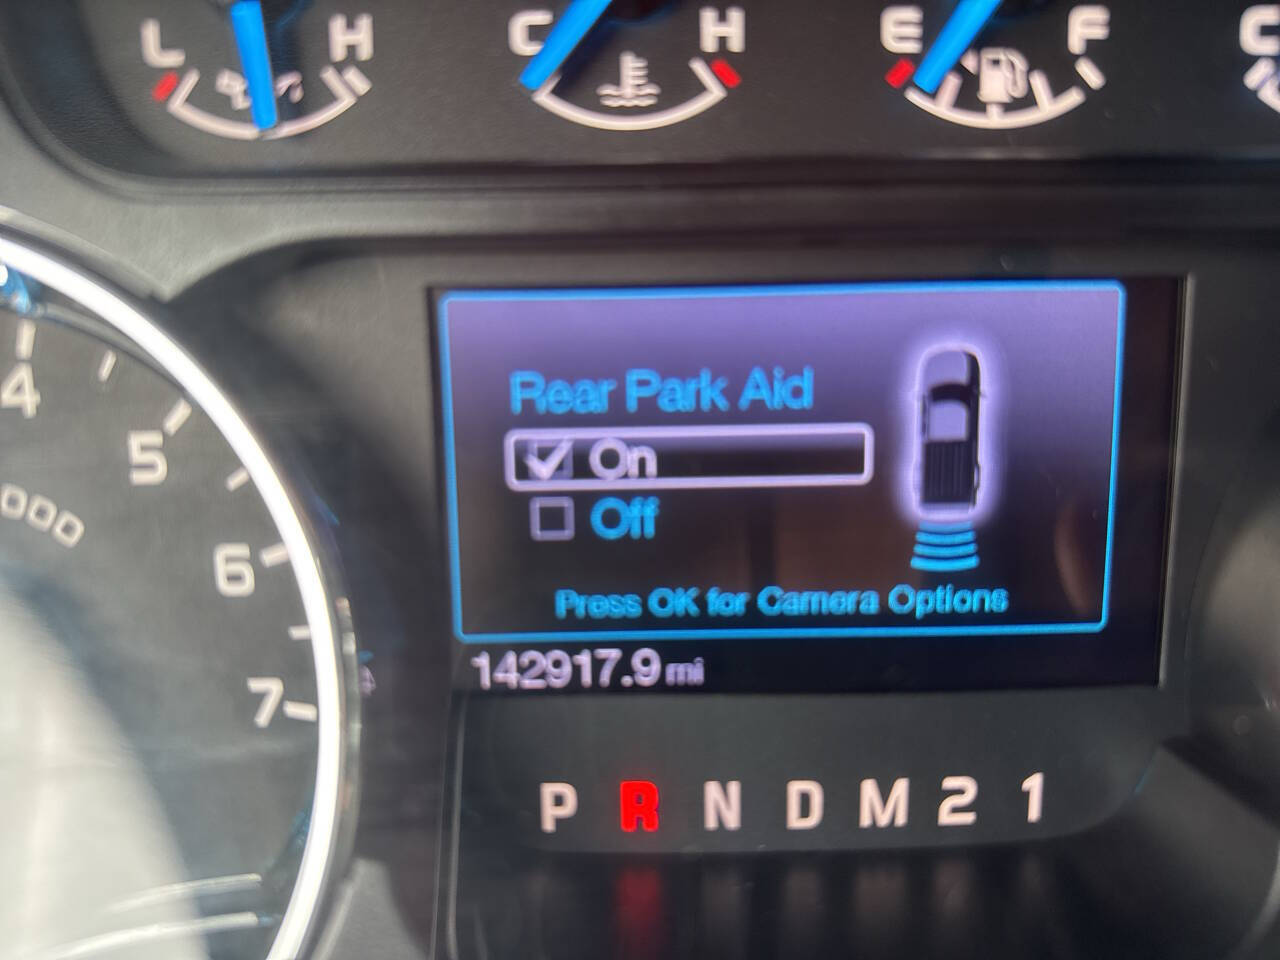 L H
C H
E F
C
4
5
6
7
000
Rear Park Aid
On
Off
Press OK for Camera Options
142917.9 mi
P R N D M 2 1